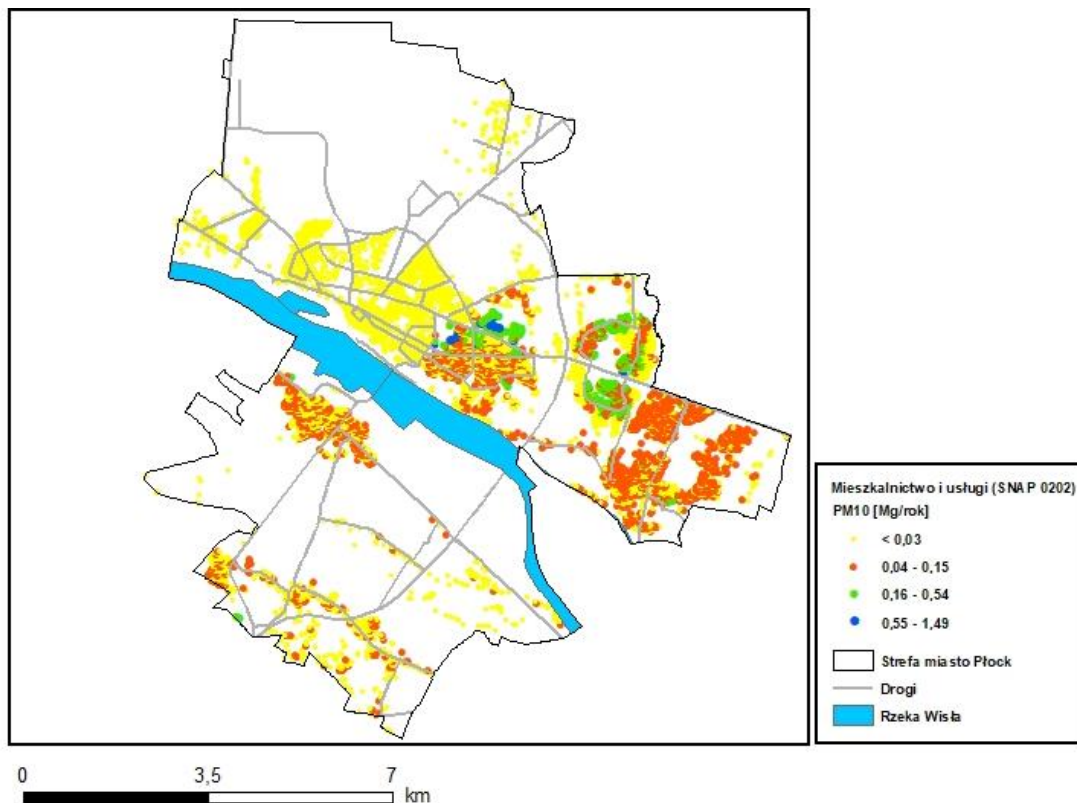 Mieszkalnictwo i usługi (SNAP 0202)
PM10 [Mg/rok]
< 0,03
0,04 - 0,15
0,16 - 0,54
0,55 - 1,49
Strefa miasto Płock
Drogi
Rzeka Wisła
0 3,5 7
km